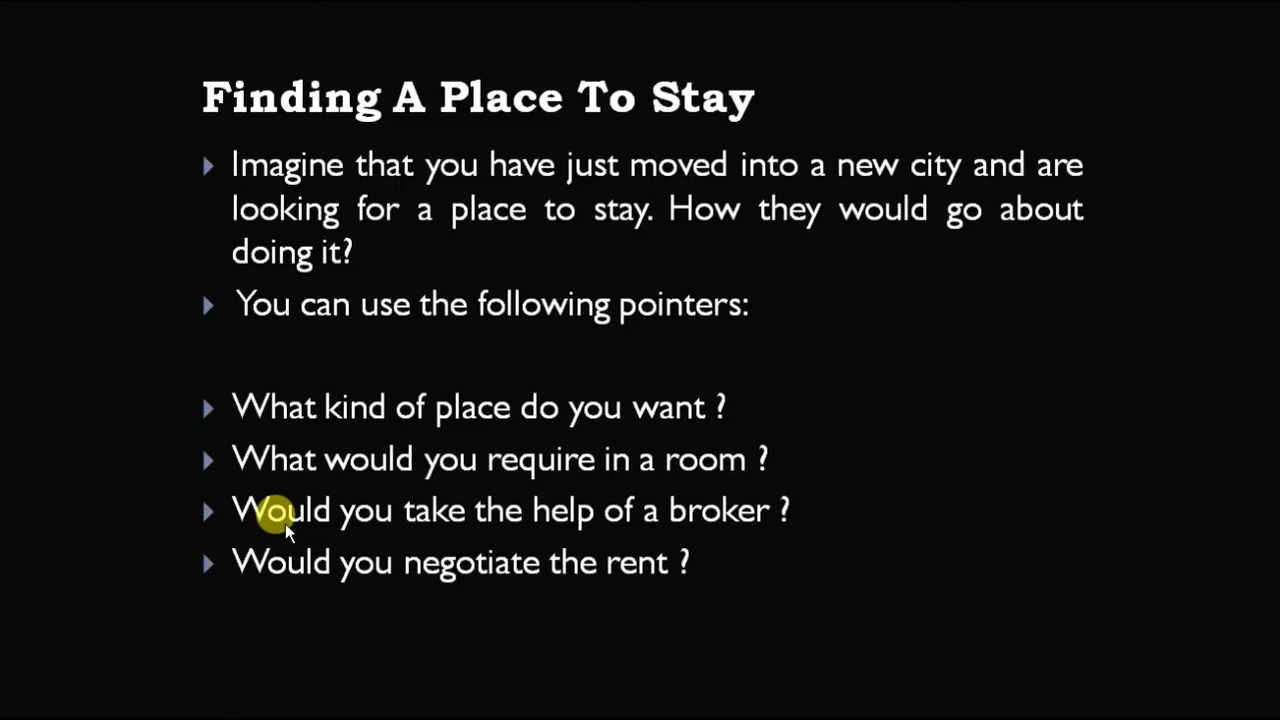 Finding A Place To Stay
Imagine that you have just moved into a new city and are
looking for a place to stay. How they would go about
doing it?
You can use the following pointers:
What kind of place do you want ?
What would you require in a room ?
Would you take the help of a broker ?
Would you negotiate the rent ?